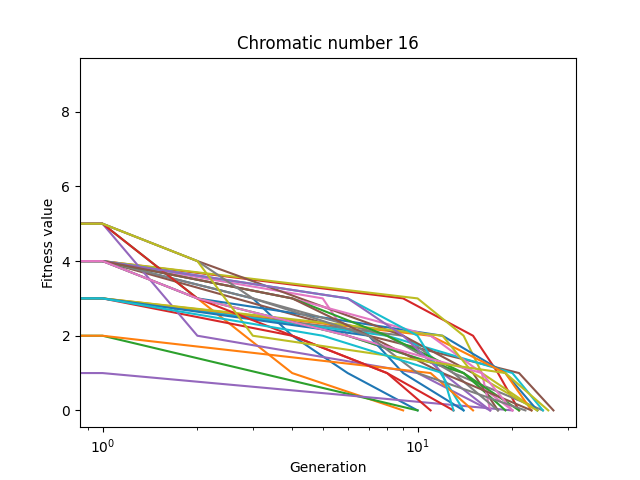 Chromatic number 16
Fitness value
8
6
4
2
0
10⁰
10¹
Generation